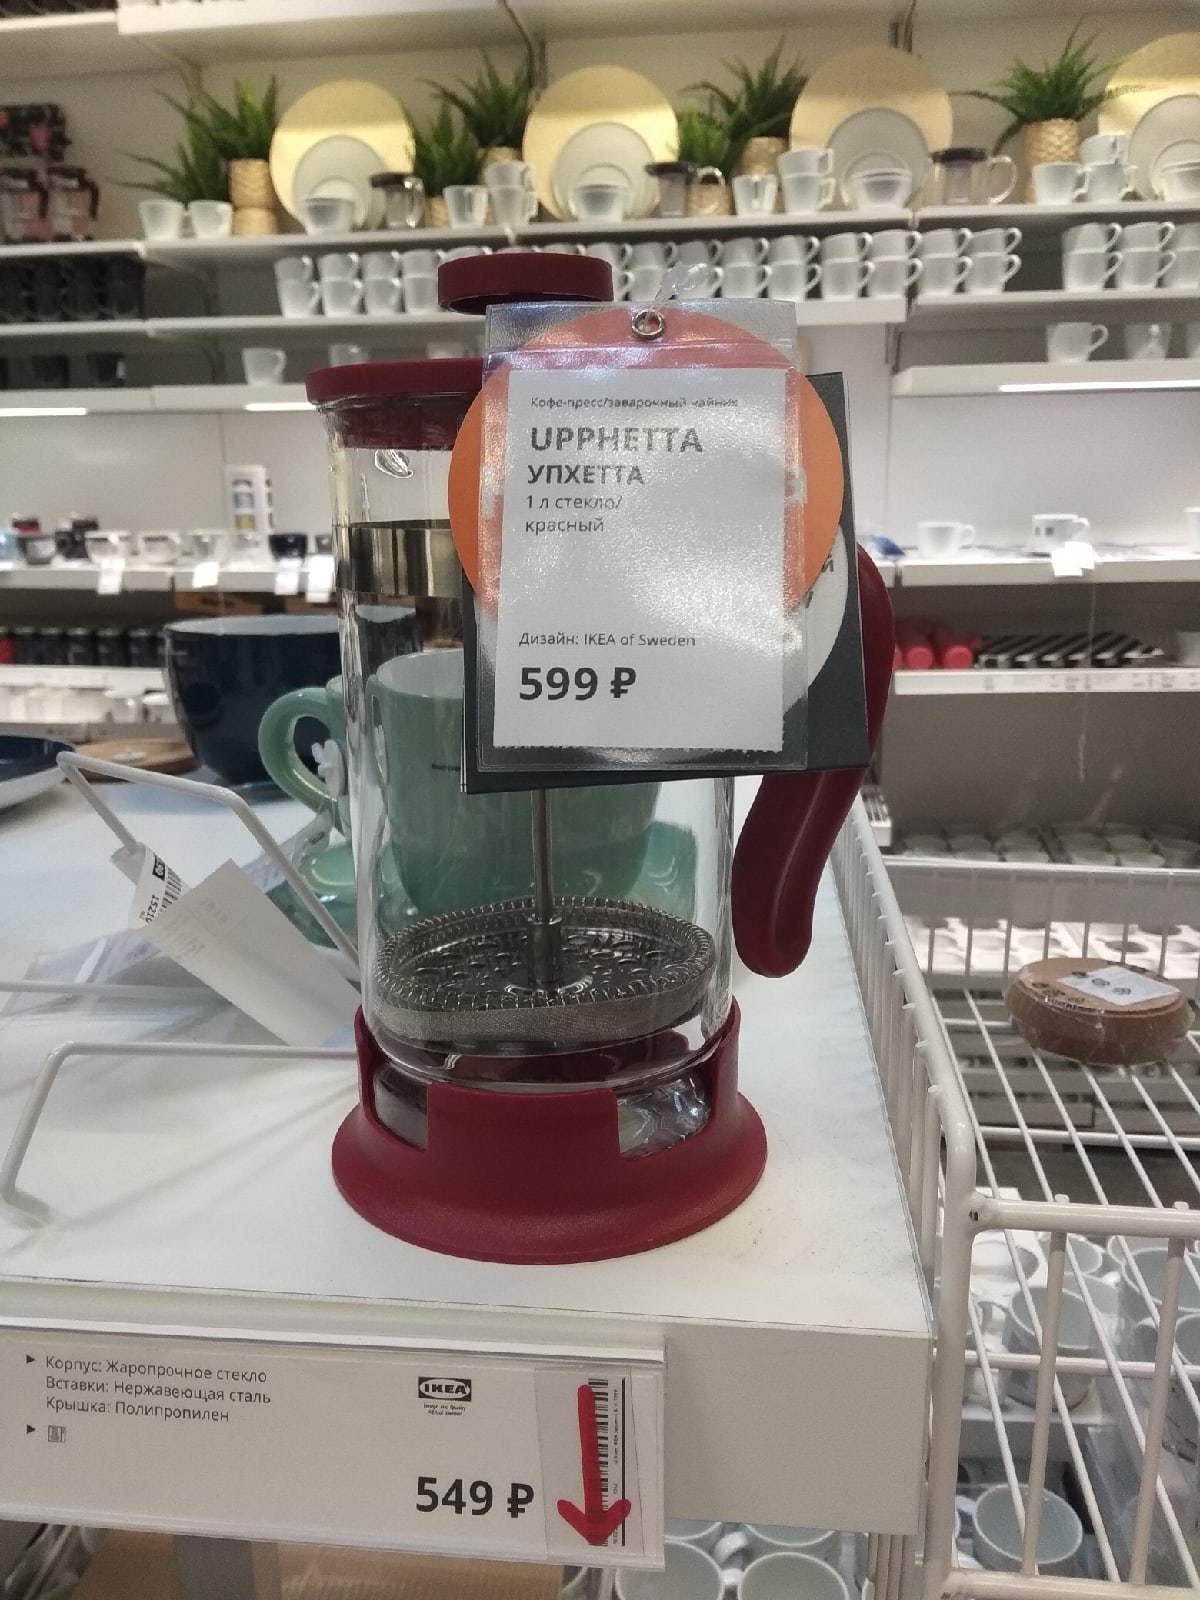 Кофе-пресс/заварочный чайник
UPPHETTA
УПХЕТТА
1 л стекло/
красный
Дизайн: IKEA of Sweden
599 ₽
Корпус: Жаропрочное стекло
Вставки: Нержавеющая сталь
Крышка: Полипропилен
IKEA
549 ₽